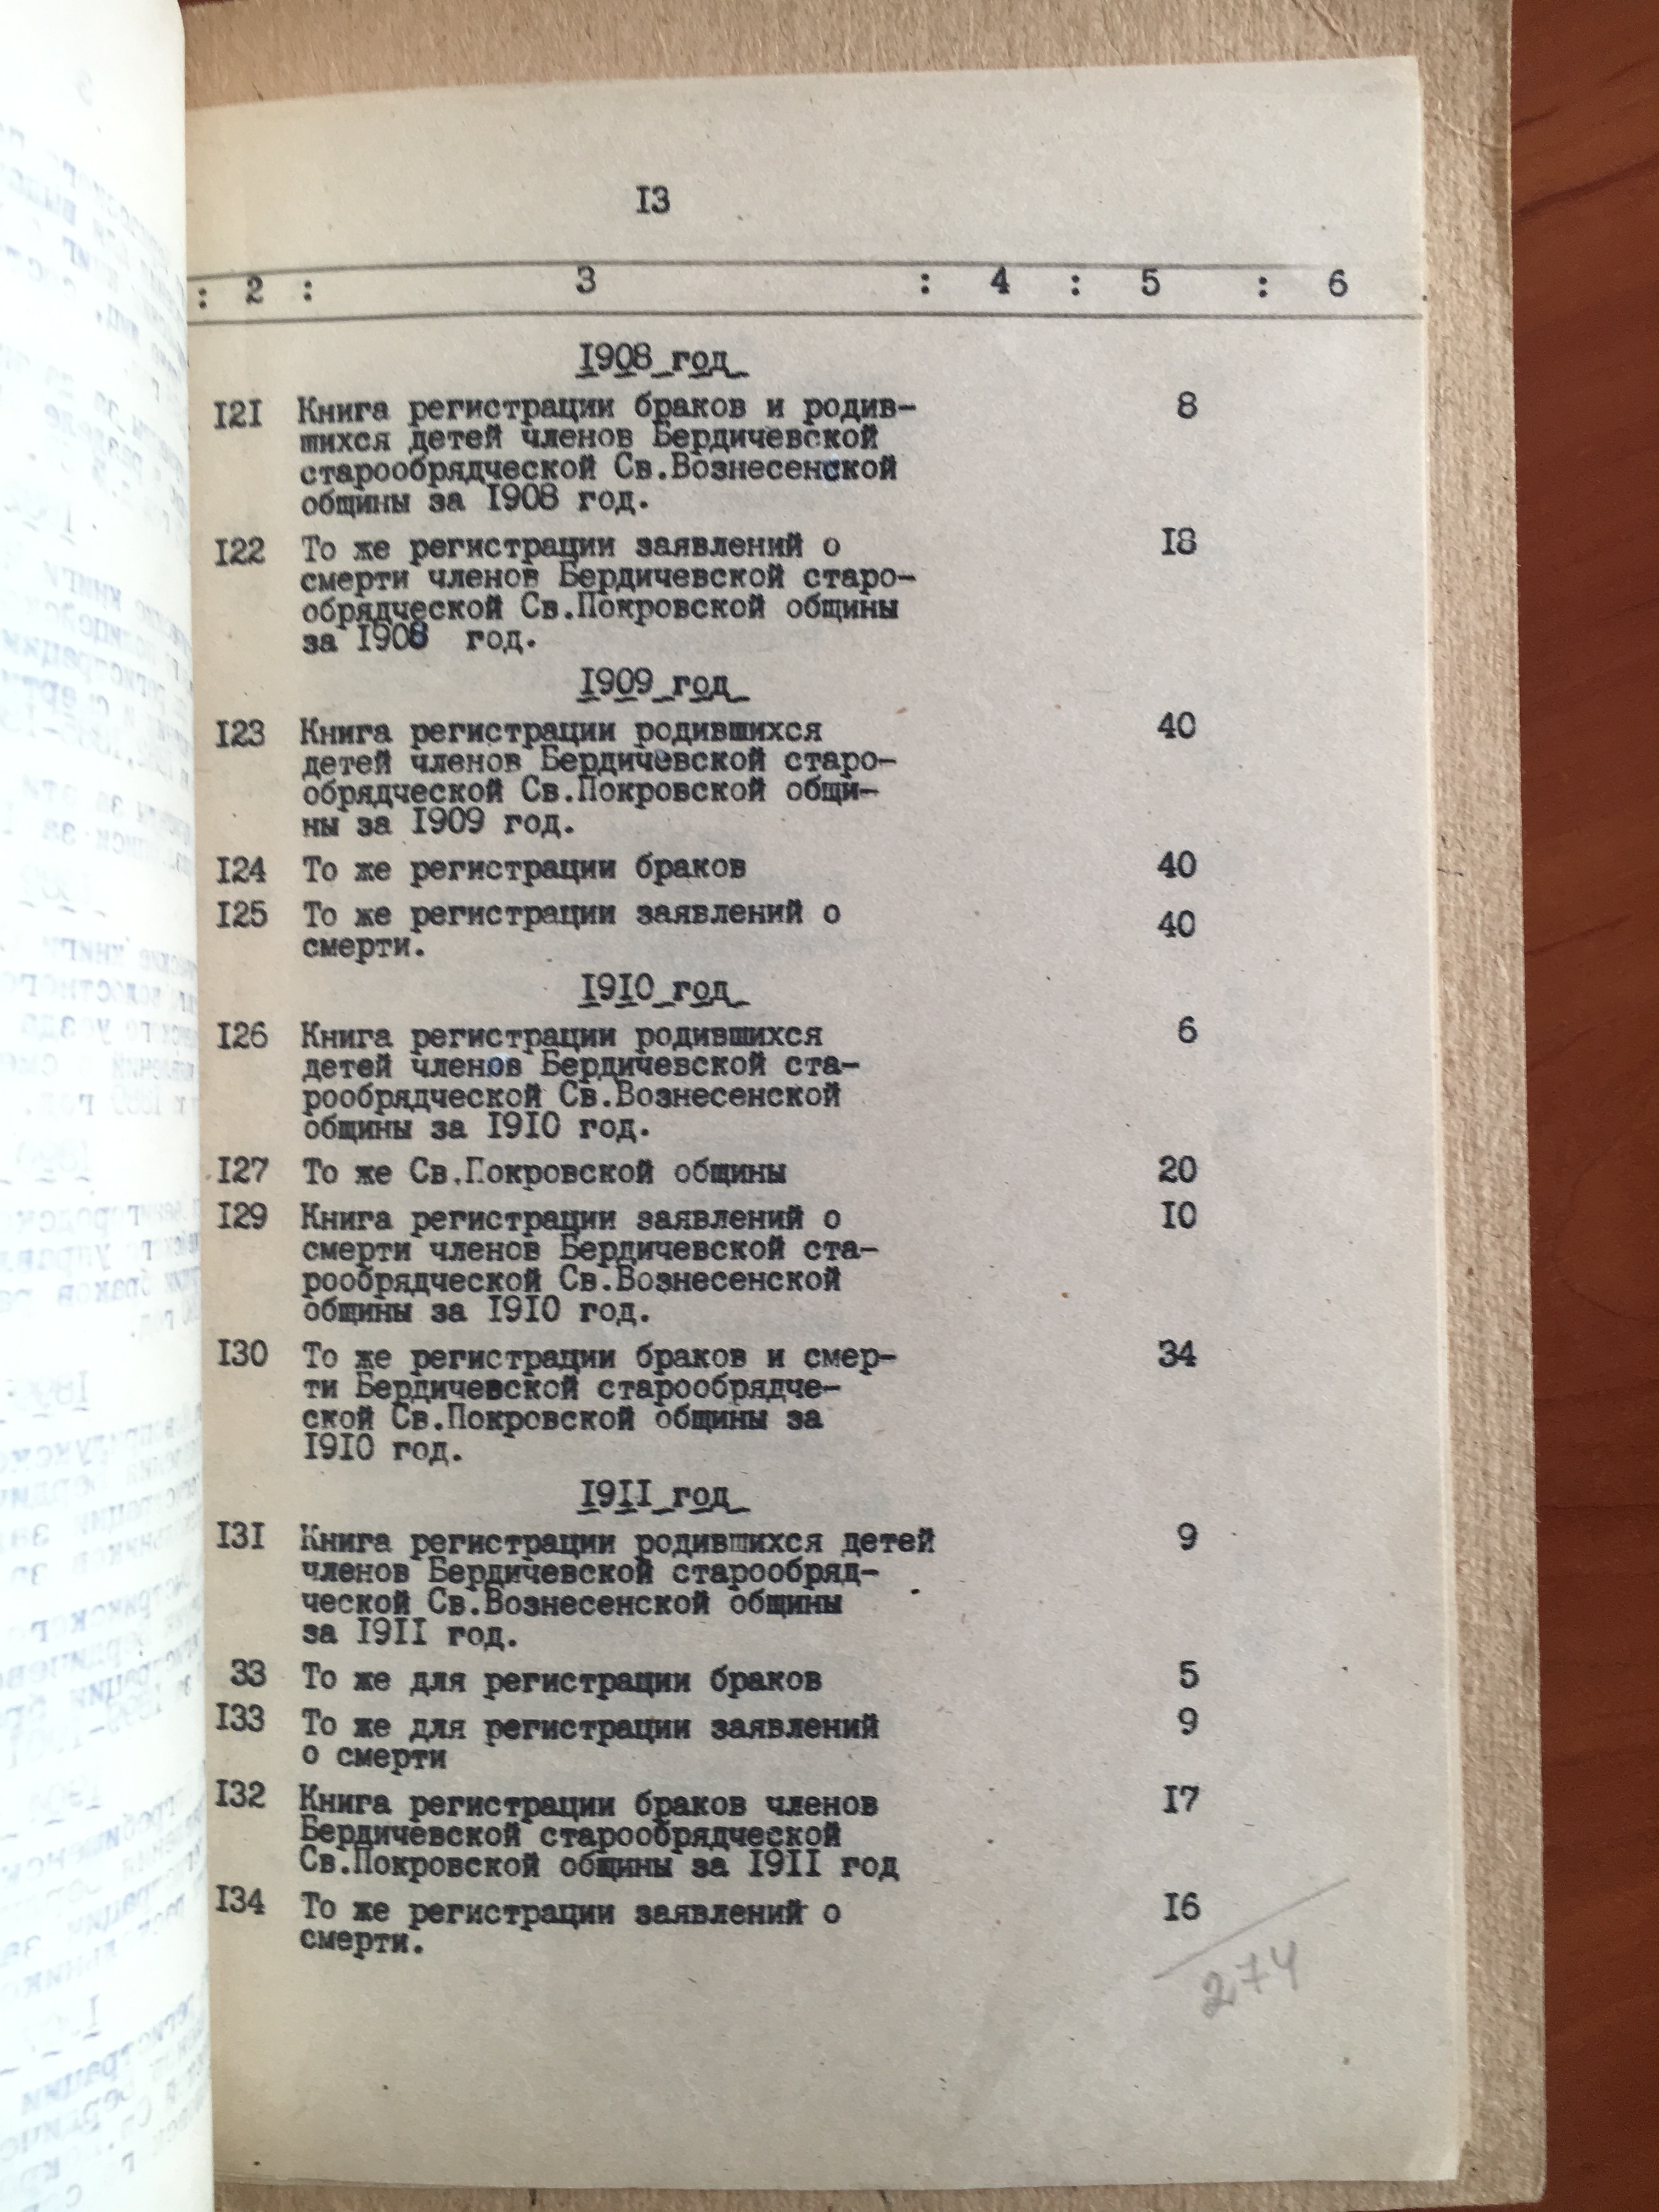 I3
: 2 : 3 : 4 : 5 : 6
I908 год
I2I Книга регистрации браков и родив- 8
шихся детей членов Бердичевской
старообрядческой Св.Вознесенской
общины за I908 год.
I22 То же регистрации заявлений о I8
смерти членов Бердичевской старо-
обрядческой Св.Покровской общины
за I908 год.
I909 год
I23 Книга регистрации родившихся 40
детей членов Бердичевской старо-
обрядческой Св.Покровской общи-
ны за I909 год.
I24 То же регистрации браков 40
I25 То же регистрации заявлений о 40
смерти.
I9I0 год
I26 Книга регистрации родившихся 6
детей членов Бердичевской ста-
рообрядческой Св.Вознесенской
общины за I9I0 год.
I27 То же Св.Покровской общины 20
I29 Книга регистрации заявлений о I0
смерти членов Бердичевской ста-
рообрядческой Св.Вознесенской
общины за I9I0 год.
I30 То же регистрации браков и смер- 34
ти Бердичевской старообрядче-
ской Св.Покровской общины за
I9I0 год.
I9II год
I3I Книга регистрации родившихся детей 9
членов Бердичевской старообряд-
ческой Св.Вознесенской общины
за I9II год.
33 То же для регистрации браков 5
I33 То же для регистрации заявлений 9
о смерти
I32 Книга регистрации браков членов I7
Бердичевской старообрядческой
Св.Покровской общины за I9II год
I34 То же регистрации заявлений о I6
смерти.
274